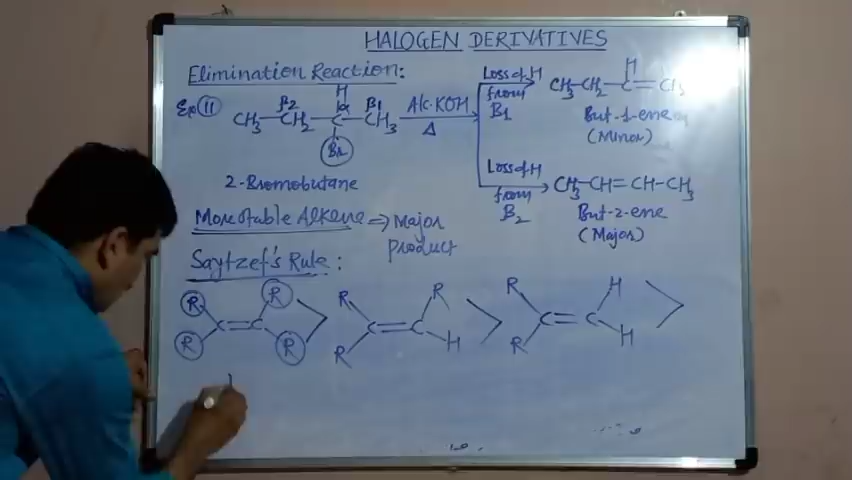 HALOGEN DERIVATIVES
Elimination Reaction:
H
CH3-CH2-C-CH3
β2
α
β1
Br
2-Bromobutane
Alc·KOH
Δ
Loss of H
from
B1
H
CH3-CH2-C=CH2
But-1-ene
(Minor)
Loss of H
from
B2
CH3-CH=CH-CH3
But-2-ene
(Major)
More stable Alkene => Major
product
Saytzef's Rule:
R R
C=C
R R
>
R R
C=C
R H
>
R H
C=C
R H
>